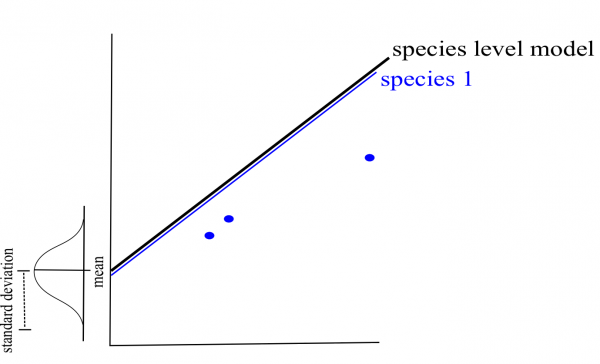 species level model
species 1
mean
standard deviation